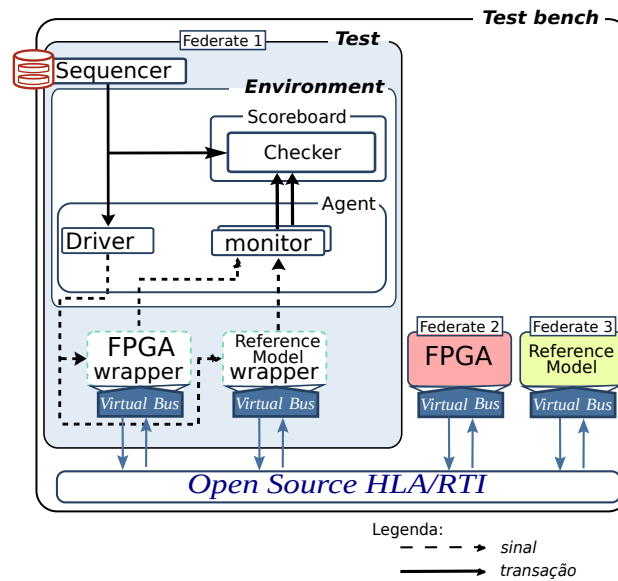 Test bench
Federate 1
Test
Sequencer
Environment
Scoreboard
Checker
Agent
Driver
monitor
FPGA
wrapper
Reference
Model
wrapper
Virtual Bus
Virtual Bus
Federate 2
FPGA
Virtual Bus
Federate 3
Reference
Model
Virtual Bus
Open Source HLA/RTI
Legenda:
sinal
transação